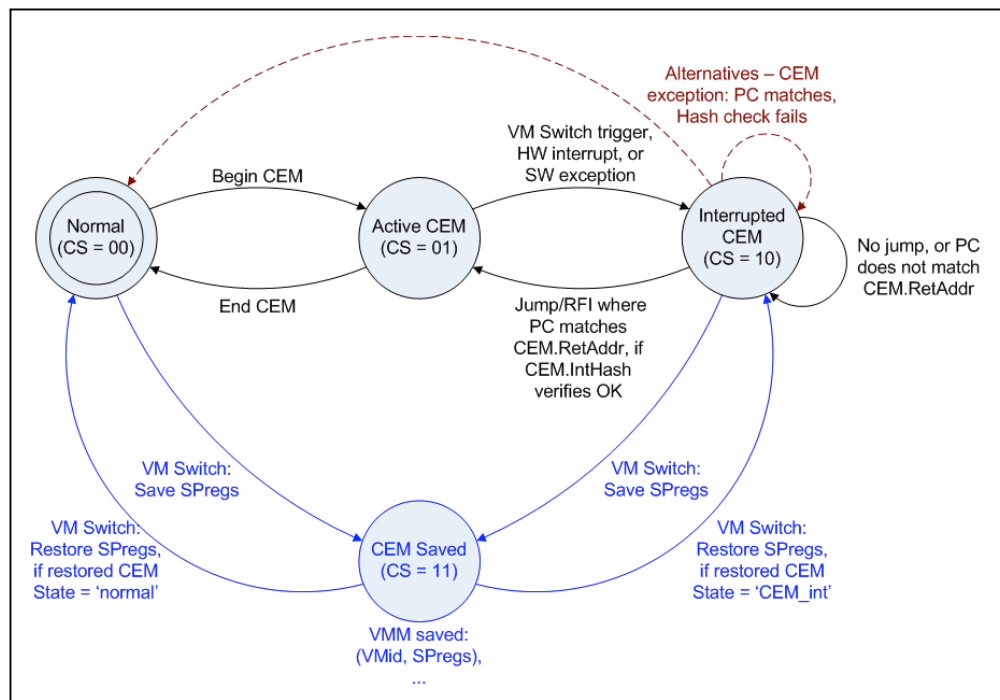 Alternatives – CEM
exception: PC matches,
Hash check fails
VM Switch trigger,
HW interrupt, or
SW exception
Begin CEM
Normal
(CS = 00)
Active CEM
(CS = 01)
Interrupted
CEM
(CS = 10)
No jump, or PC
does not match
CEM.RetAddr
End CEM
Jump/RFI where
PC matches
CEM.RetAddr, if
CEM.IntHash
verifies OK
VM Switch:
Save SPregs
VM Switch:
Save SPregs
VM Switch:
Restore SPregs,
if restored CEM
State = ‘normal’
CEM Saved
(CS = 11)
VM Switch:
Restore SPregs,
if restored CEM
State = ‘CEM_int’
VMM saved:
(VMid, SPregs),
...